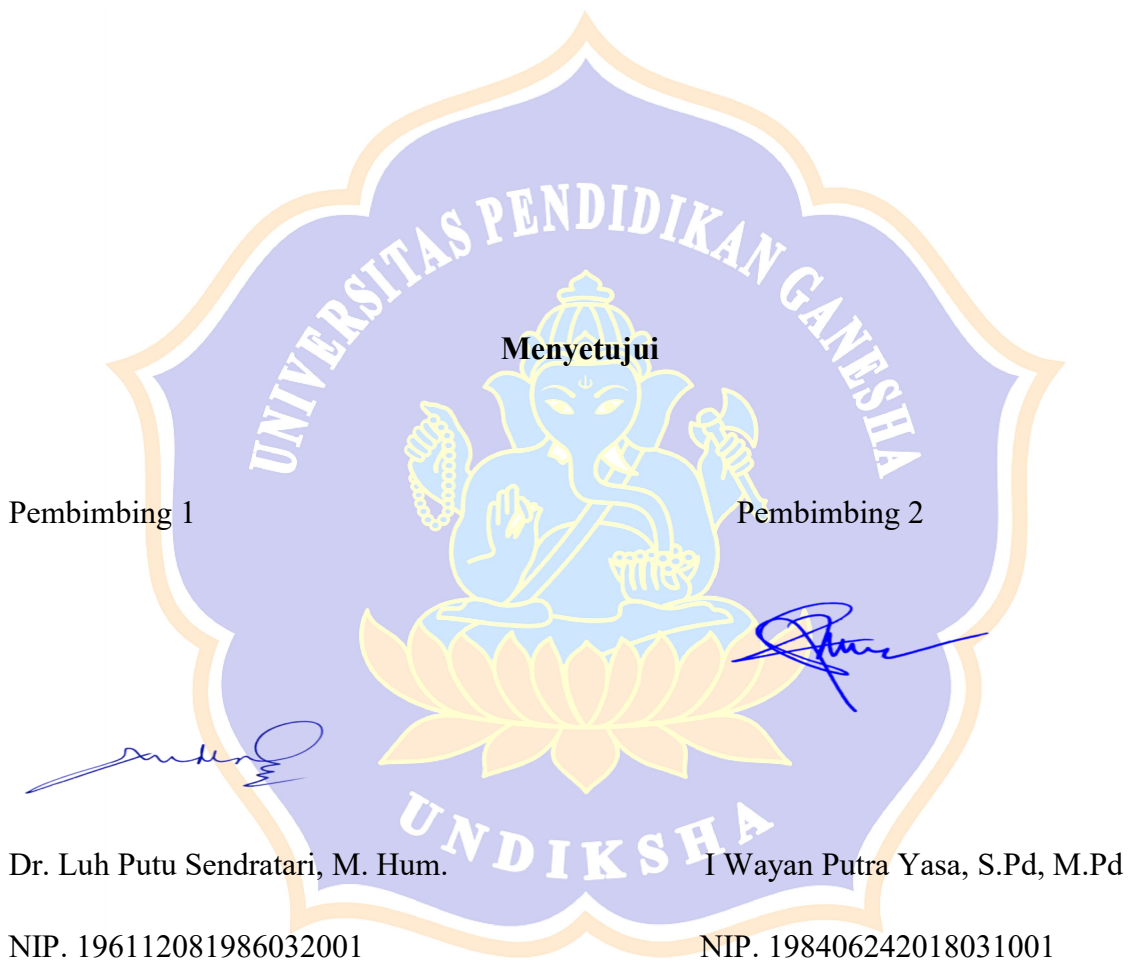 UNIVERSITAS PENDIDIKAN GANESHA
Menyetujui
Pembimbing 1 Pembimbing 2
UNDIKSHA
Dr. Luh Putu Sendratari, M. Hum. I Wayan Putra Yasa, S.Pd, M.Pd
NIP. 196112081986032001 NIP. 198406242018031001